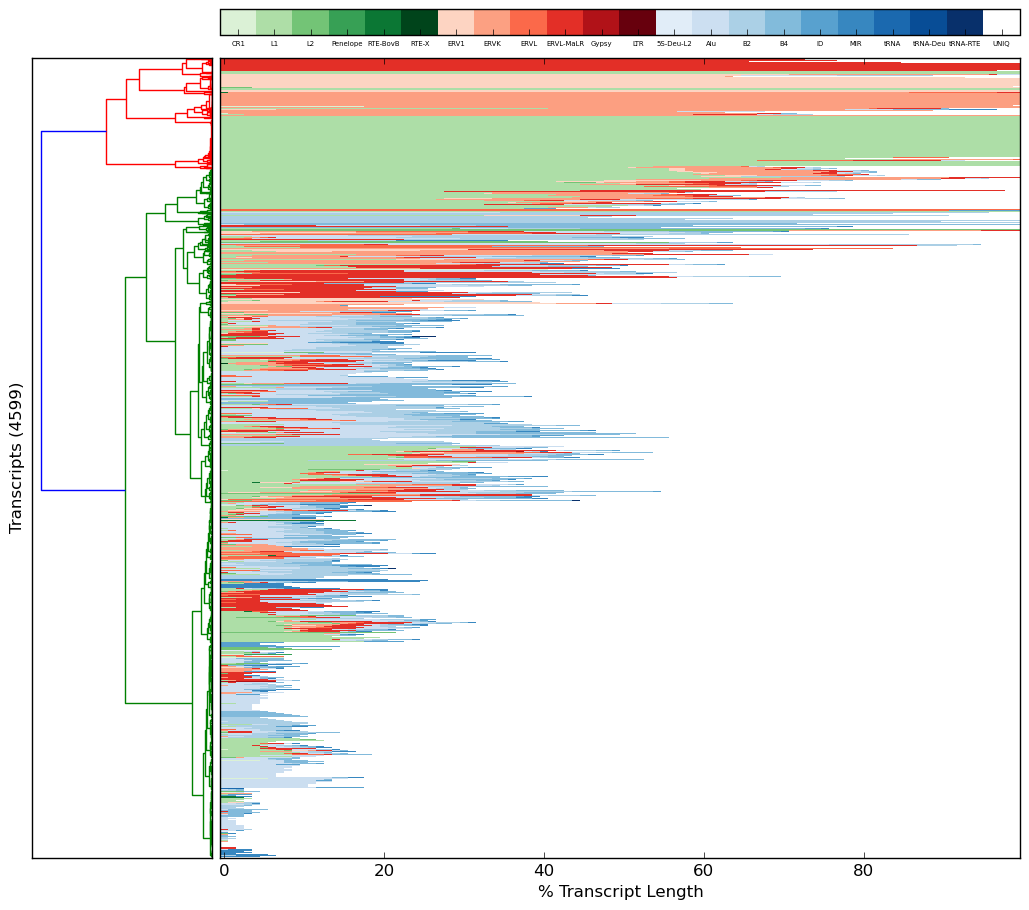 CR1 L1 L2 Penelope RTE-BovB RTE-X ERV1 ERVK ERVL ERVL-MaLR Gypsy LTR 5S-Deu-L2 Alu B2 B4 ID MIR tRNA tRNA-Deu tRNA-RTE UNIQ
Transcripts (4599)
0 20 40 60 80
% Transcript Length